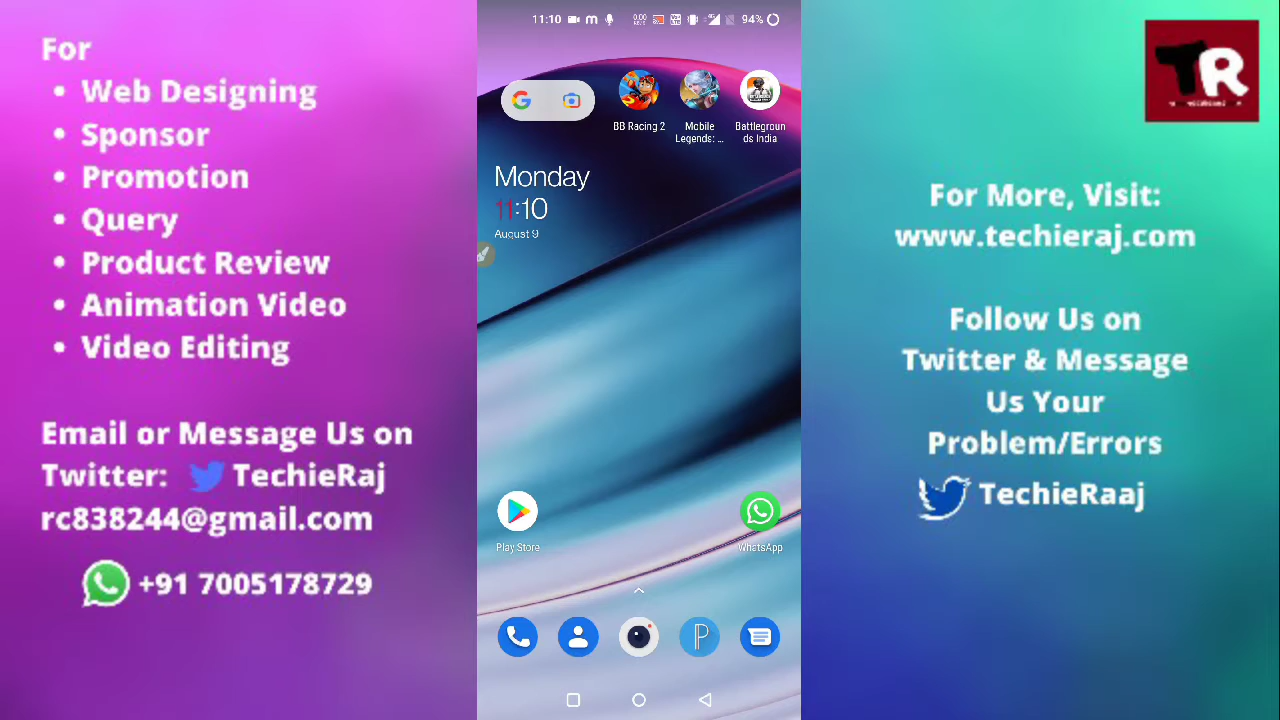 For
• Web Designing
• Sponsor
• Promotion
• Query
• Product Review
• Animation Video
• Video Editing
Email or Message Us on
Twitter: TechieRaj
rc838244@gmail.com
+91 7005178729
11:10
94%
BB Racing 2
Mobile
Legends: ...
Battlegroun
ds India
Monday
11:10
August 9
Play Store
WhatsApp
TR
For More, Visit:
www.techieraj.com
Follow Us on
Twitter & Message
Us Your
Problem/Errors
TechieRaaj